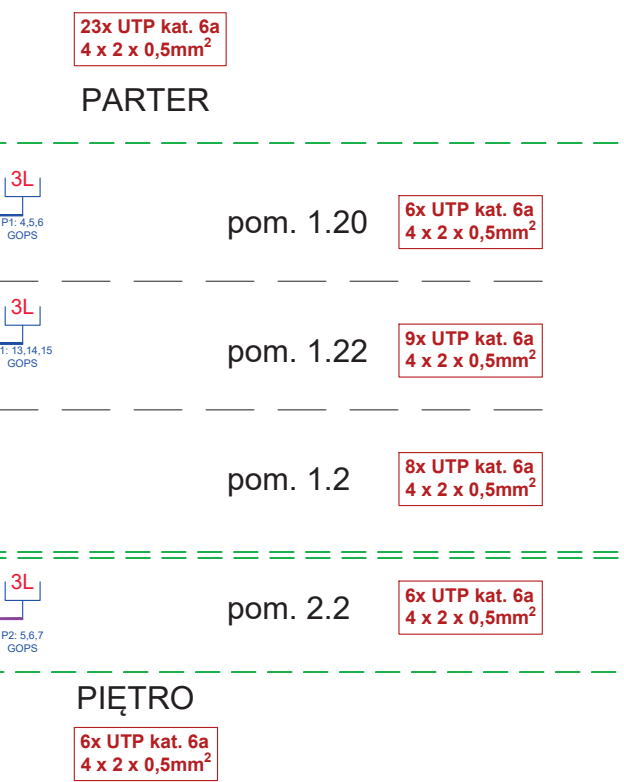 23x UTP kat. 6a
4 x 2 x 0,5mm²
PARTER
3L
P1: 4,5,6
GOPS
pom. 1.20
6x UTP kat. 6a
4 x 2 x 0,5mm²
3L
1: 13,14,15
GOPS
pom. 1.22
9x UTP kat. 6a
4 x 2 x 0,5mm²
pom. 1.2
8x UTP kat. 6a
4 x 2 x 0,5mm²
3L
P2: 5,6,7
GOPS
pom. 2.2
6x UTP kat. 6a
4 x 2 x 0,5mm²
PIĘTRO
6x UTP kat. 6a
4 x 2 x 0,5mm²